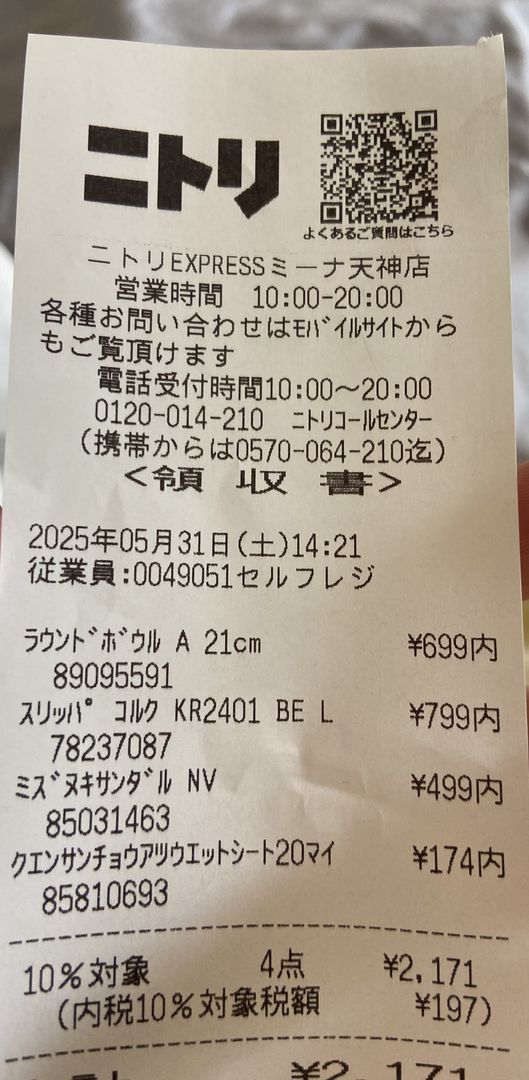 ニトリ
よくあるご質問はこちら
ニトリEXPRESSミーナ天神店
営業時間 10:00-20:00
各種お問い合わせはﾓﾊﾞｲﾙｻｲﾄから
もご覧頂けます
電話受付時間10:00〜20:00
0120-014-210 ﾆﾄﾘｺｰﾙｾﾝﾀｰ
(携帯からは0570-064-210迄)
<領 収 書>
2025年05月31日(土)14:21
従業員:0049051セルフレジ
ﾗｳﾝﾄﾞﾎﾞｳﾙ A 21cm ¥699内
89095591
ｽﾘｯﾊﾟ ｺﾙｸ KR2401 BE L ¥799内
78237087
ﾐｽﾞﾇｷｻﾝﾀﾞﾙ NV ¥499内
85031463
ｸｴﾝｻﾝﾁｮｳｱﾂｳｴｯﾄｼｰﾄ20ﾏｲ ¥174内
85810693
10%対象 4点 ¥2,171
(内税10%対象税額 ¥197)
¥2,171